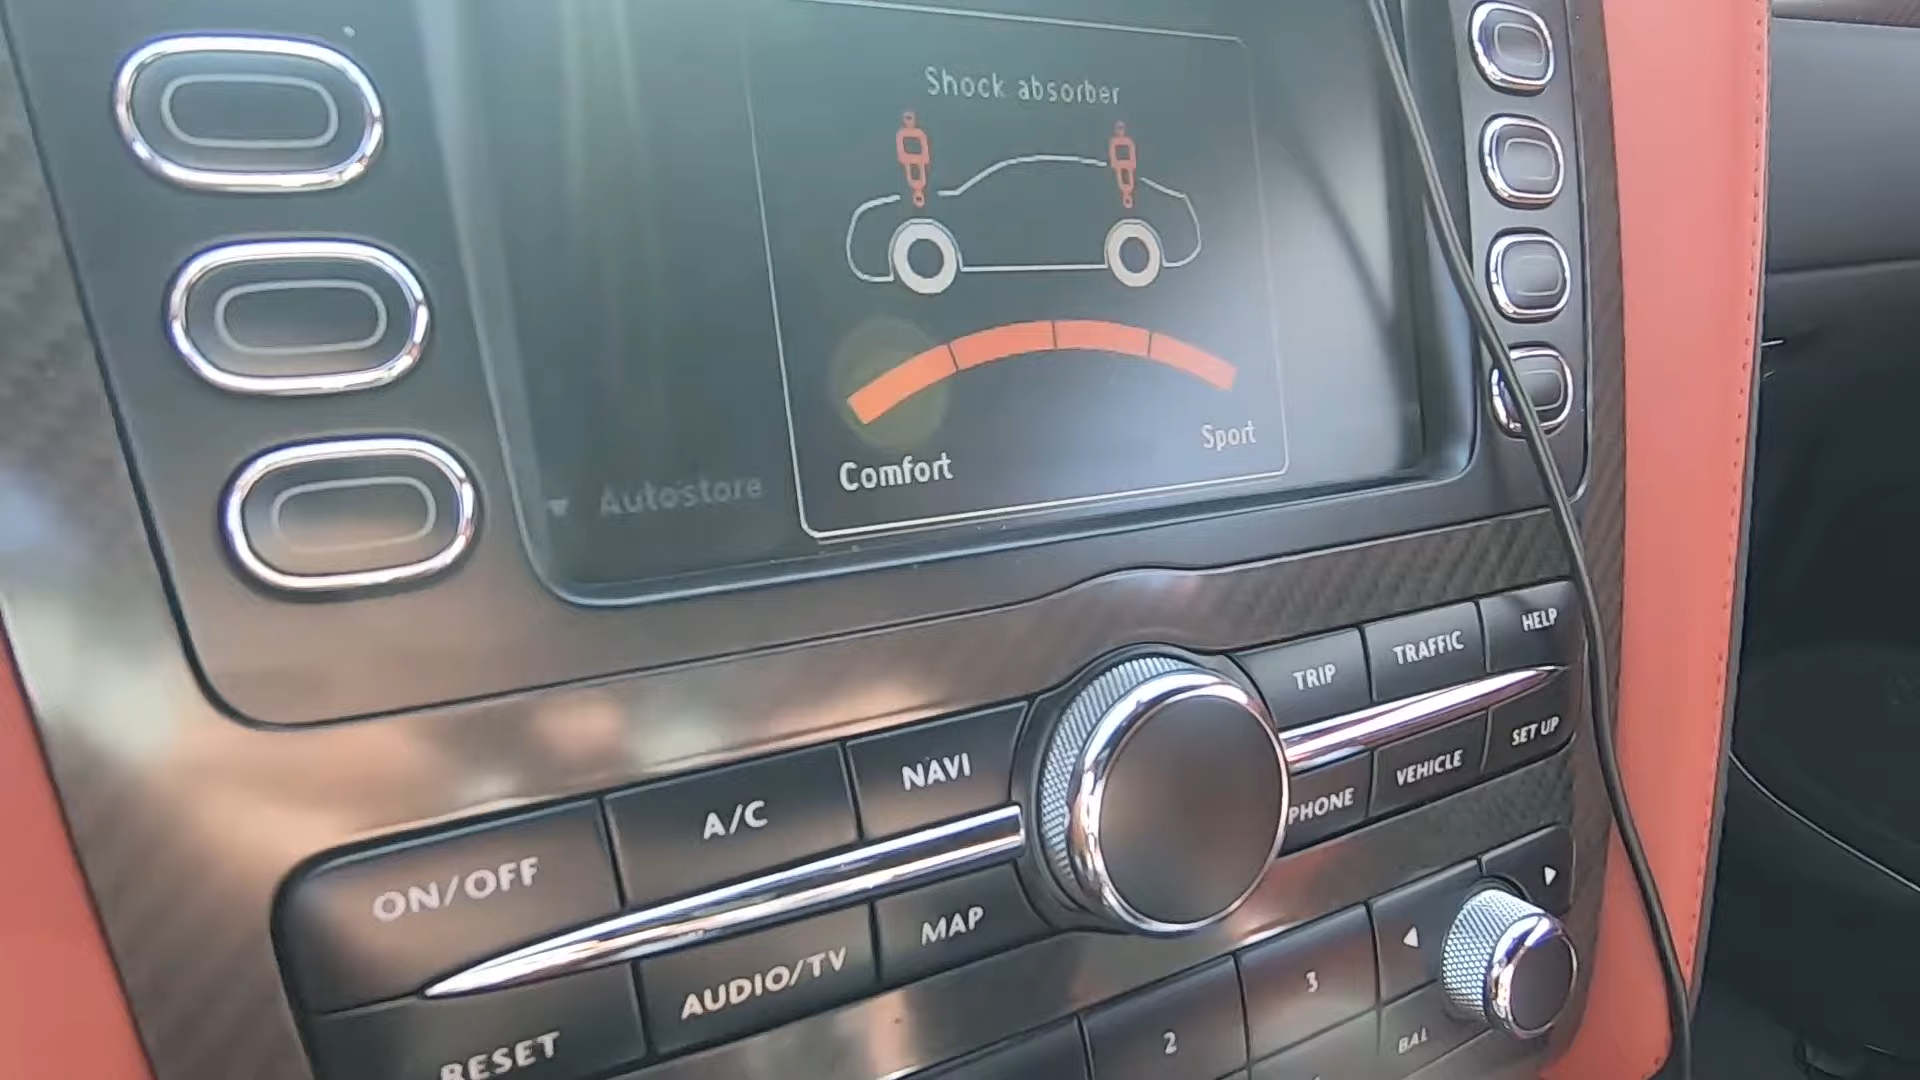 Shock absorber
Sport
Comfort
Autostore
HELP
TRAFFIC
TRIP
NAVI
A/C
ON/OFF
SET UP
VEHICLE
PHONE
MAP
AUDIO/TV
RESET
3
2
BAL